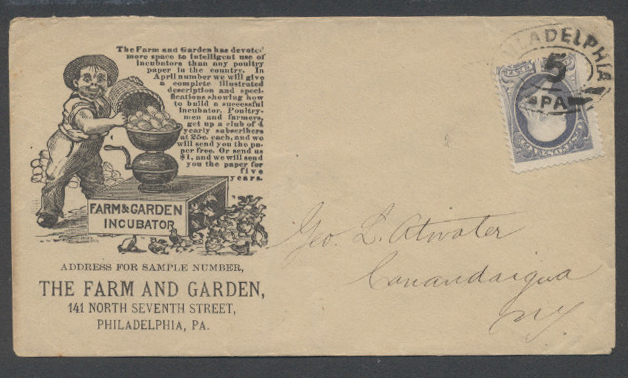 The Farm and Garden has devoted
more space to intelligent use of
incubators than any poultry
paper in the country. In
April number we will give
a complete illustrated
description and speci-
fications showing how
to build a successful
Incubator. Poultry-
men and farmers,
get up a club of 4
yearly subscribers
at 25c. each, and we
will send you the pa-
per free. Or send us
$1, and we will send
you the paper for
five
years.
FARM & GARDEN
INCUBATOR
ADDRESS FOR SAMPLE NUMBER,
THE FARM AND GARDEN,
141 NORTH SEVENTH STREET,
PHILADELPHIA, PA.
PHILADELPHIA
5
PA
Geo. L. Atwater
Canandaigua
NY